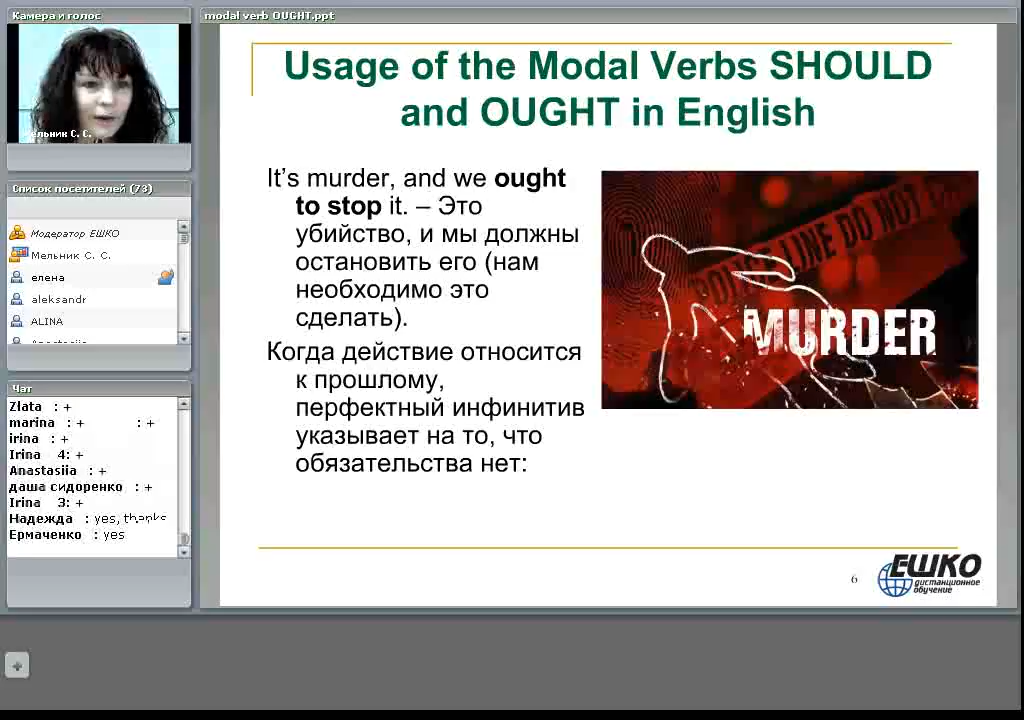 Камера и голос
Мельник С. С.
Список посетителей (73)
Модератор ЕШКО
Мельник С. С.
елена
aleksandr
ALINA
Anastasiia
Чат
Zlata : +
marina : + : +
irina : +
Irina 4: +
Anastasiia : +
даша сидоренко : +
Irina 3: +
Надежда : yes, thanks
Ермаченко : yes
modal verb OUGHT.ppt
Usage of the Modal Verbs SHOULD
and OUGHT in English
It’s murder, and we ought
to stop it. – Это
убийство, и мы должны
остановить его (нам
необходимо это
сделать).
Когда действие относится
к прошлому,
перфектный инфинитив
указывает на то, что
обязательства нет:
LINE DO NOT
MURDER
6
ЕШКО
дистанционное
обучение